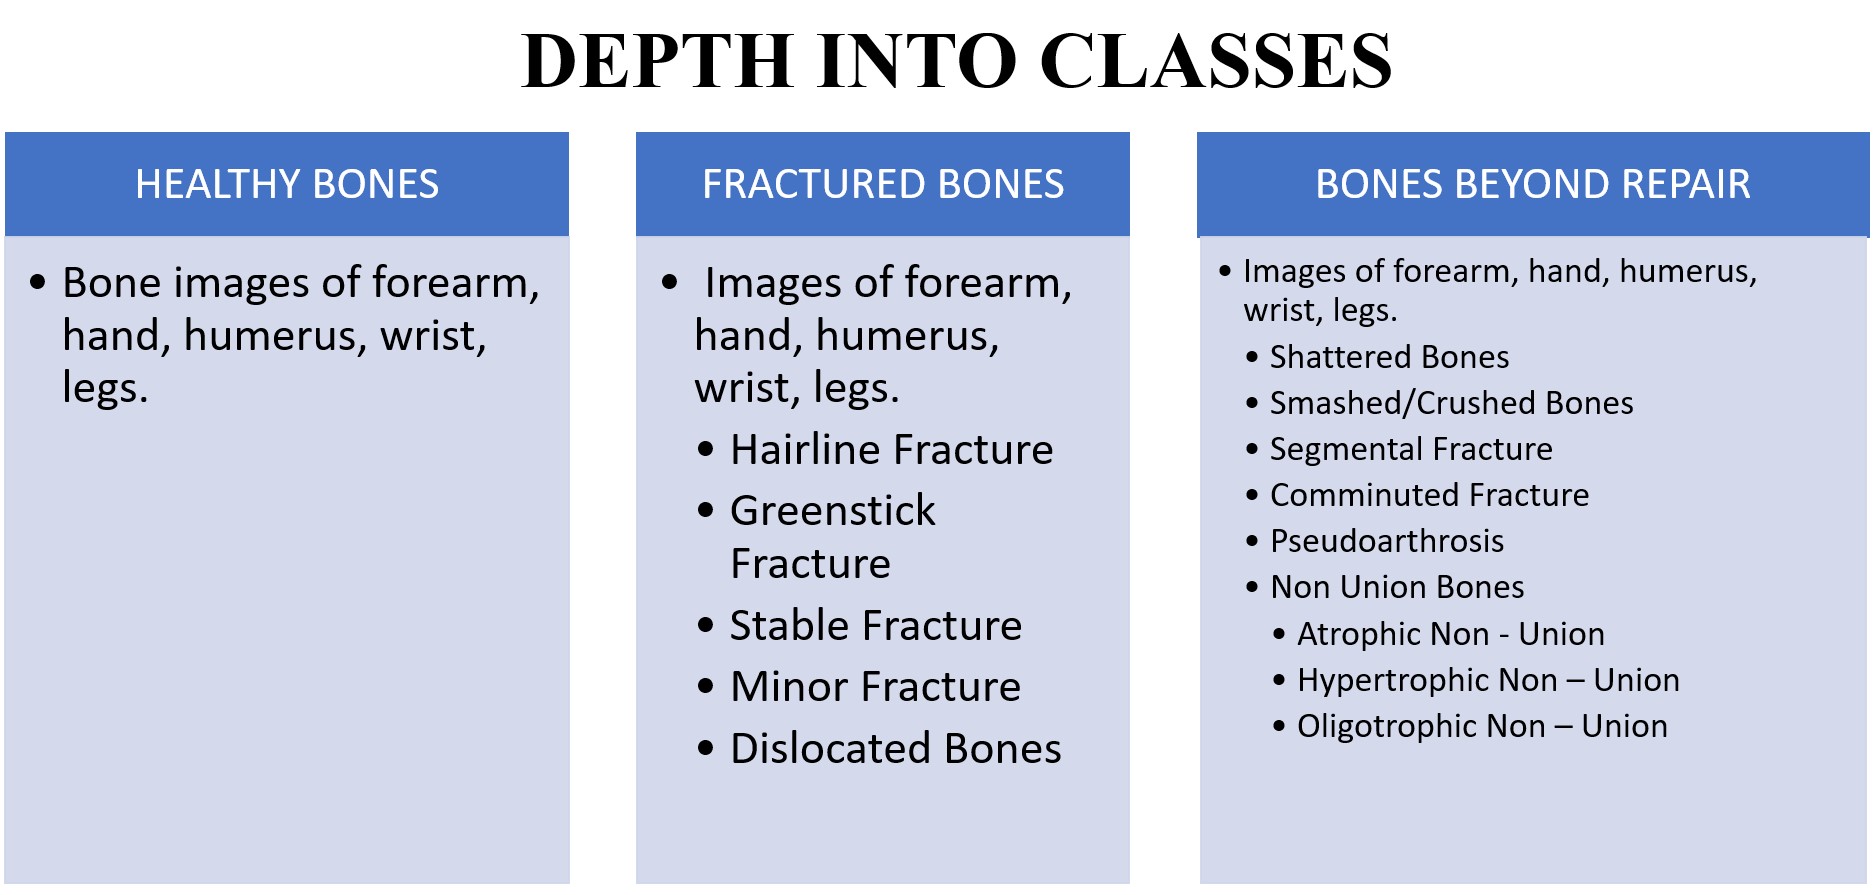 DEPTH INTO CLASSES
HEALTHY BONES
• Bone images of forearm,
hand, humerus, wrist,
legs.
FRACTURED BONES
• Images of forearm,
hand, humerus,
wrist, legs.
• Hairline Fracture
• Greenstick
Fracture
• Stable Fracture
• Minor Fracture
• Dislocated Bones
BONES BEYOND REPAIR
• Images of forearm, hand, humerus,
wrist, legs.
• Shattered Bones
• Smashed/Crushed Bones
• Segmental Fracture
• Comminuted Fracture
• Pseudoarthrosis
• Non Union Bones
• Atrophic Non - Union
• Hypertrophic Non – Union
• Oligotrophic Non – Union